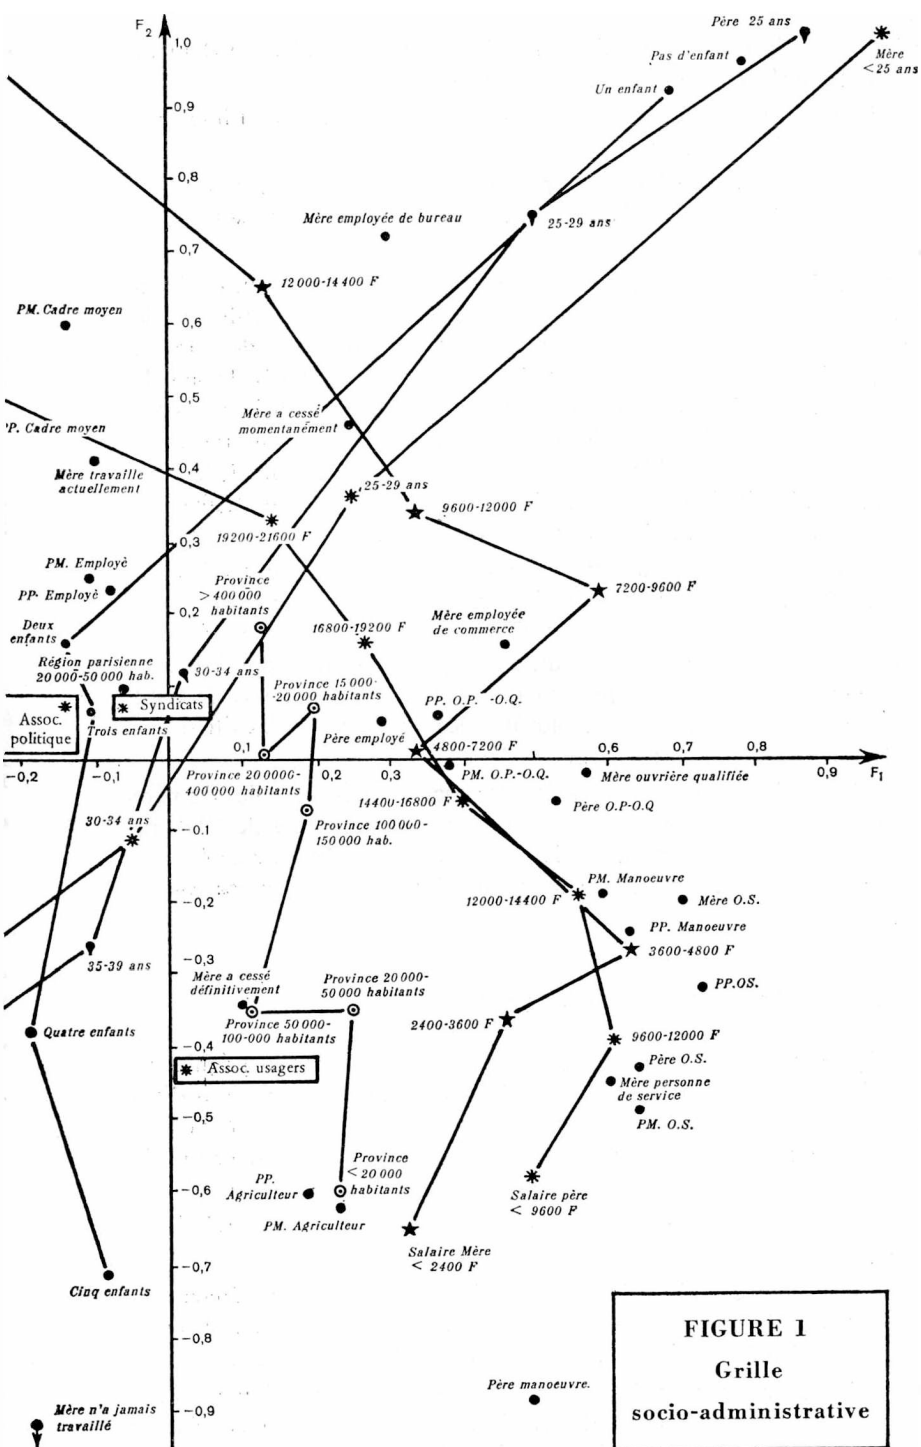 F2
1,0
Père 25 ans
Pas d'enfant
Mère
< 25 ans
Un enfant
0,9
0,8
Mère employée de bureau
25-29 ans
0,7
12 000-14 400 F
PM. Cadre moyen
0,6
0,5
Mère a cessé
momentanément
P. Cadre moyen
0,4
Mère travaille
actuellement
25-29 ans
9600-12000 F
19200-21600 F
0,3
PM. Employè
PP. Employè
Province
> 400 000
habitants
7200-9600 F
0,2
Deux
enfants
Mère employée
de commerce
16800-19200 F
Région parisienne
20 000-50 000 hab.
30-34 ans
Province 15 000-
-20 000 habitants
PP. O.P. -O.Q.
Syndicats
Assoc.
politique
Trois enfants
Père employé
4800-7200 F
-0,2
-0,1
0,1
0,2
0,3
0,6
0,7
0,9
F1
PM. O.P.-O.Q.
Mère ouvrière qualifiée
Province 200000-
400 000 habitants
14400-16800 F
Père O.P-O.Q
30-34 ans
-0.1
Province 100 000-
150 000 hab.
PM. Manoeuvre
12000-14400 F
Mère O.S.
-0,2
PP. Manoeuvre
3600-4800 F
35-39 ans
-0,3
Mère a cessé
définitivement
Province 20 000-
50 000 habitants
PP.OS.
Quatre enfants
Province 50 000-
100-000 habitants
2400-3600 F
9600-12000 F
-0,4
Assoc. usagers
Père O.S.
Mère personne
de service
PM. O.S.
-0,5
Province
< 20 000
habitants
-0,6
PP.
Agriculteur
PM. Agriculteur
Salaire père
< 9600 F
Salaire Mère
< 2400 F
-0,7
Cinq enfants
-0,8
FIGURE 1
Grille
socio-administrative
Père manoeuvre.
Mère n'a jamais
travaillé
-0,9